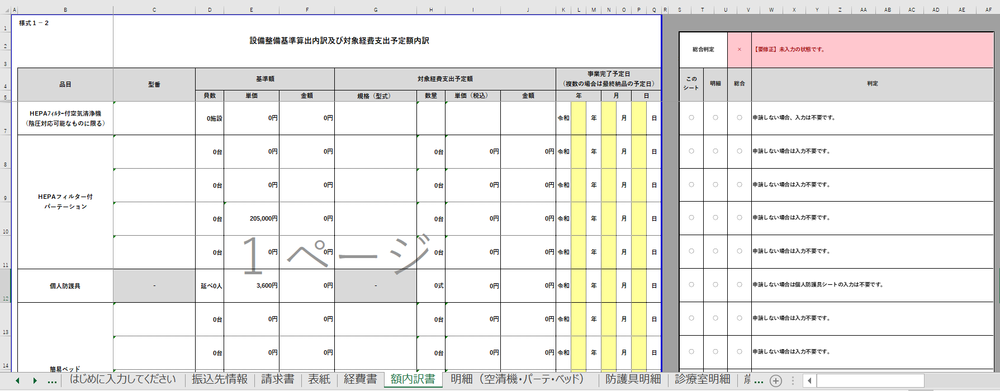 A B C D E F G H I J K L M N O P Q R S T U V W X Y Z AA AB AC AD AE AF
1 様式１－２
2 設備整備基準算出内訳及び対象経費支出予定額内訳
総合判定 × 【要修正】未入力の状態です。
3
4 品目 型番 基準額 対象経費支出予定額 事業完了予定日
（複数の場合は最終納品の予定日）
この
シート 明細 総合 判定
5 員数 単価 金額 規格（型式） 数量 単価（税込） 金額 年 月 日
7 HEPAﾌｨﾙﾀｰ付空気清浄機
（陰圧対応可能なものに限る） 0施設 0円 0円 令和 年 月 日 ○ ○ ○ 申請しない場合、入力は不要です。
8 0台 0円 0円 0台 0円 0円 令和 年 月 日 ○ ○ ○ 申請しない場合は入力不要です。
9 HEPAフィルター付
パーテーション 0台 0円 0円 0台 0円 0円 令和 年 月 日 ○ ○ ○ 申請しない場合は入力不要です。
10 0台 205,000円 0円 0台 0円 0円 令和 年 月 日 ○ ○ ○ 申請しない場合は入力不要です。
11 0台 0円 0円 0台 0円 0円 令和 年 月 日 ○ ○ ○ 申請しない場合は入力不要です。
1 ページ
12 個人防護具 - 延べ0人 3,600円 0円 - 0式 0円 0円 令和 年 月 日 ○ ○ ○ 申請しない場合は個人防護具シートの入力は不要です。
13 0台 0円 0円 0台 0円 0円 令和 年 月 日 ○ ○ ○ 申請しない場合は入力不要です。
14 0台 0円 0円 0台 0円 0円 令和 年 月 日 ○ ○ ○ 申請しない場合は入力不要です。
簡易ベッド
... はじめに入力してください 振込先情報 請求書 表紙 経費書 額内訳書 明細（空清機・パーテ・ベッド） 防護具明細 診療室明細 ...